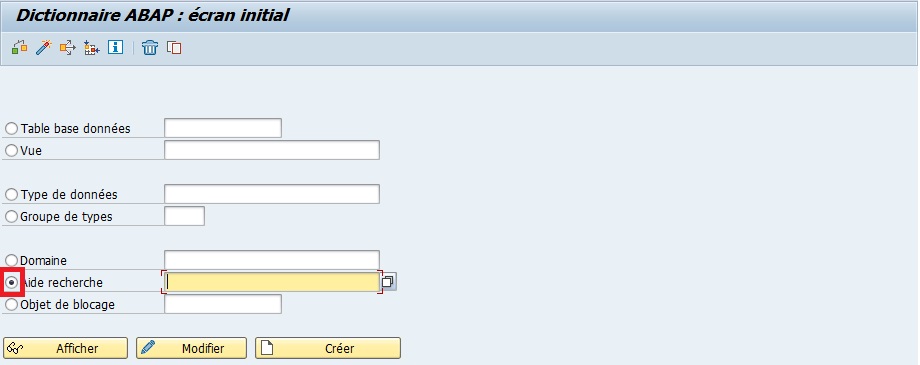 Dictionnaire ABAP : écran initial
Table base données
Vue
Type de données
Groupe de types
Domaine
Aide recherche
Objet de blocage
Afficher Modifier Créer